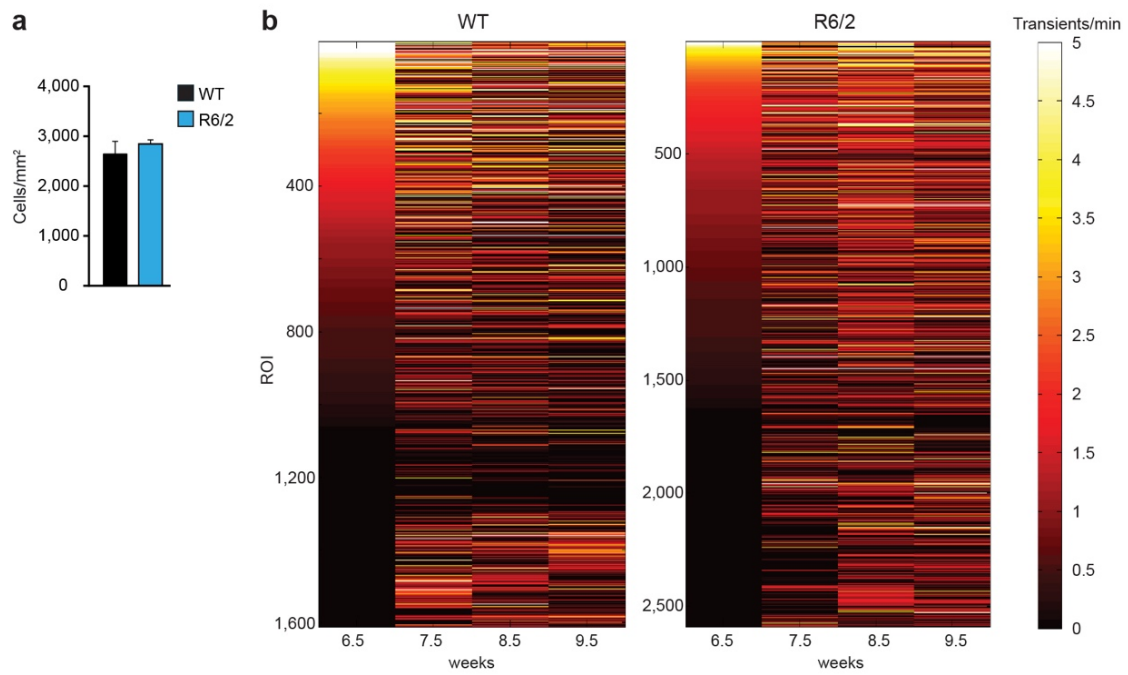 a
4,000
3,000
2,000
1,000
0
Cells/mm²
WT
R6/2
b
WT
R6/2
Transients/min
ROI
400
800
1,200
1,600
6.5 7.5 8.5 9.5
weeks
500
1,000
1,500
2,000
2,500
6.5 7.5 8.5 9.5
weeks
5
4.5
4
3.5
3
2.5
2
1.5
1
0.5
0